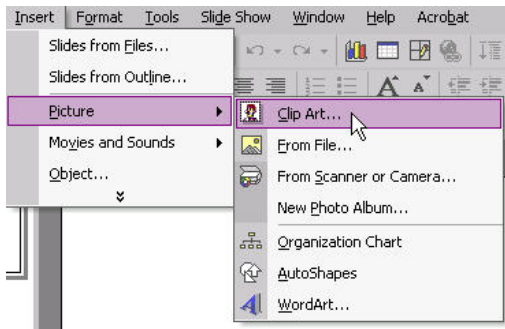 Insert Format Tools Slide Show Window Help Acrobat
Slides from Files...
Slides from Outline...
Picture
Clip Art...
Movies and Sounds
From File...
Object...
From Scanner or Camera...
New Photo Album...
Organization Chart
AutoShapes
WordArt...